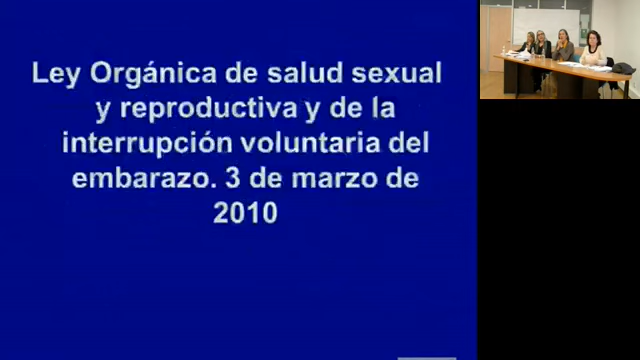 Ley Orgánica de salud sexual
y reproductiva y de la
interrupción voluntaria del
embarazo. 3 de marzo de
2010